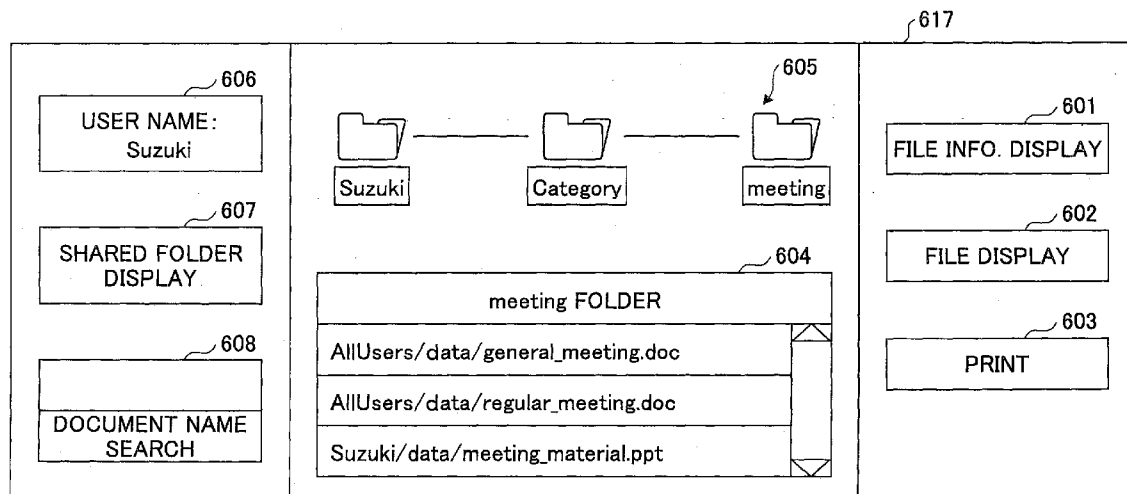 617
606
USER NAME:
Suzuki
607
SHARED FOLDER
DISPLAY
608
DOCUMENT NAME
SEARCH
605
Suzuki
Category
meeting
604
meeting FOLDER
AllUsers/data/general_meeting.doc
AllUsers/data/regular_meeting.doc
Suzuki/data/meeting_material.ppt
601
FILE INFO. DISPLAY
602
FILE DISPLAY
603
PRINT